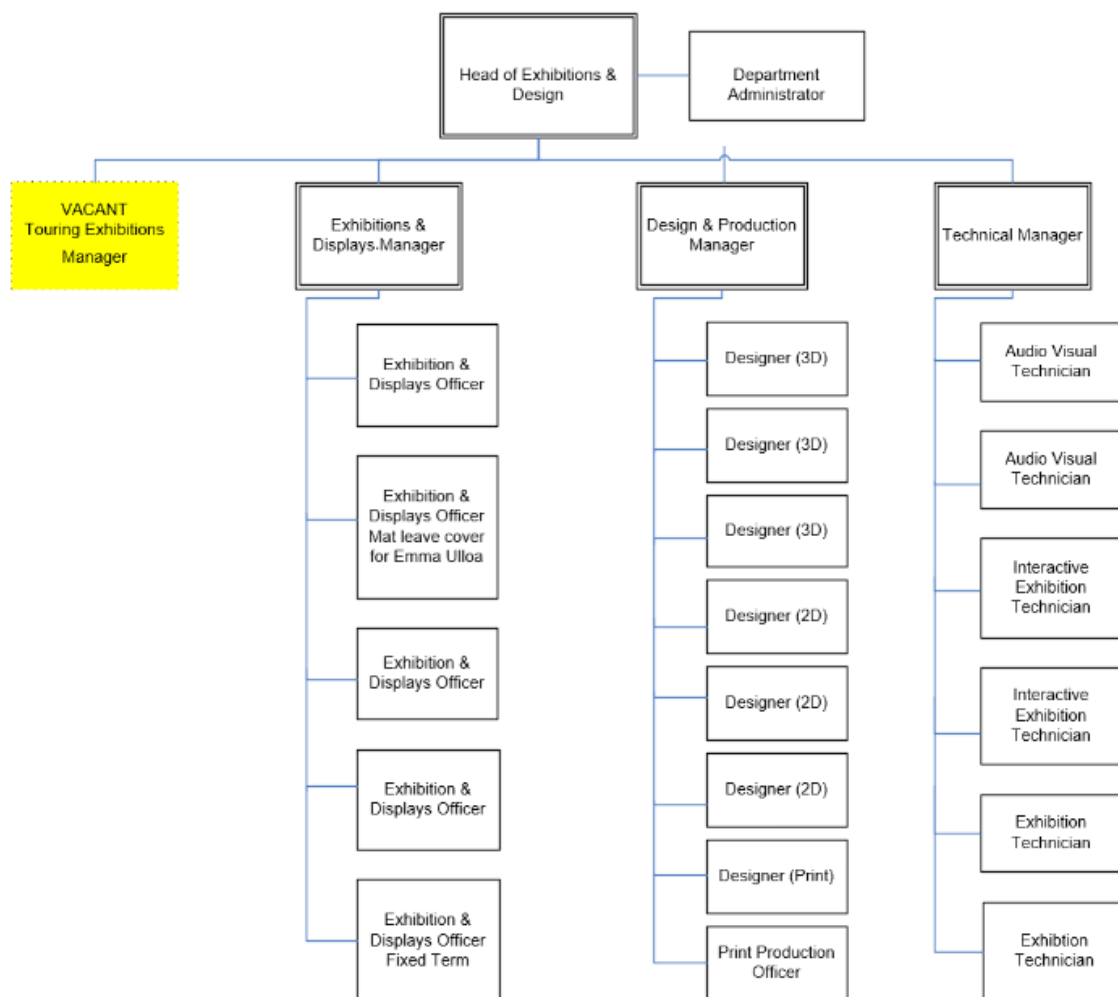 Head of Exhibitions &
Design
Department
Administrator
VACANT
Touring Exhibitions
Manager
Exhibitions &
Displays.Manager
Design & Production
Manager
Technical Manager
Exhibition &
Displays Officer
Exhibition &
Displays Officer
Mat leave cover
for Emma Ulloa
Exhibition &
Displays Officer
Exhibition &
Displays Officer
Exhibition &
Displays Officer
Fixed Term
Designer (3D)
Designer (3D)
Designer (3D)
Designer (2D)
Designer (2D)
Designer (2D)
Designer (Print)
Print Production
Officer
Audio Visual
Technician
Audio Visual
Technician
Interactive
Exhibition
Technician
Interactive
Exhibition
Technician
Exhibition
Technician
Exhibtion
Technician